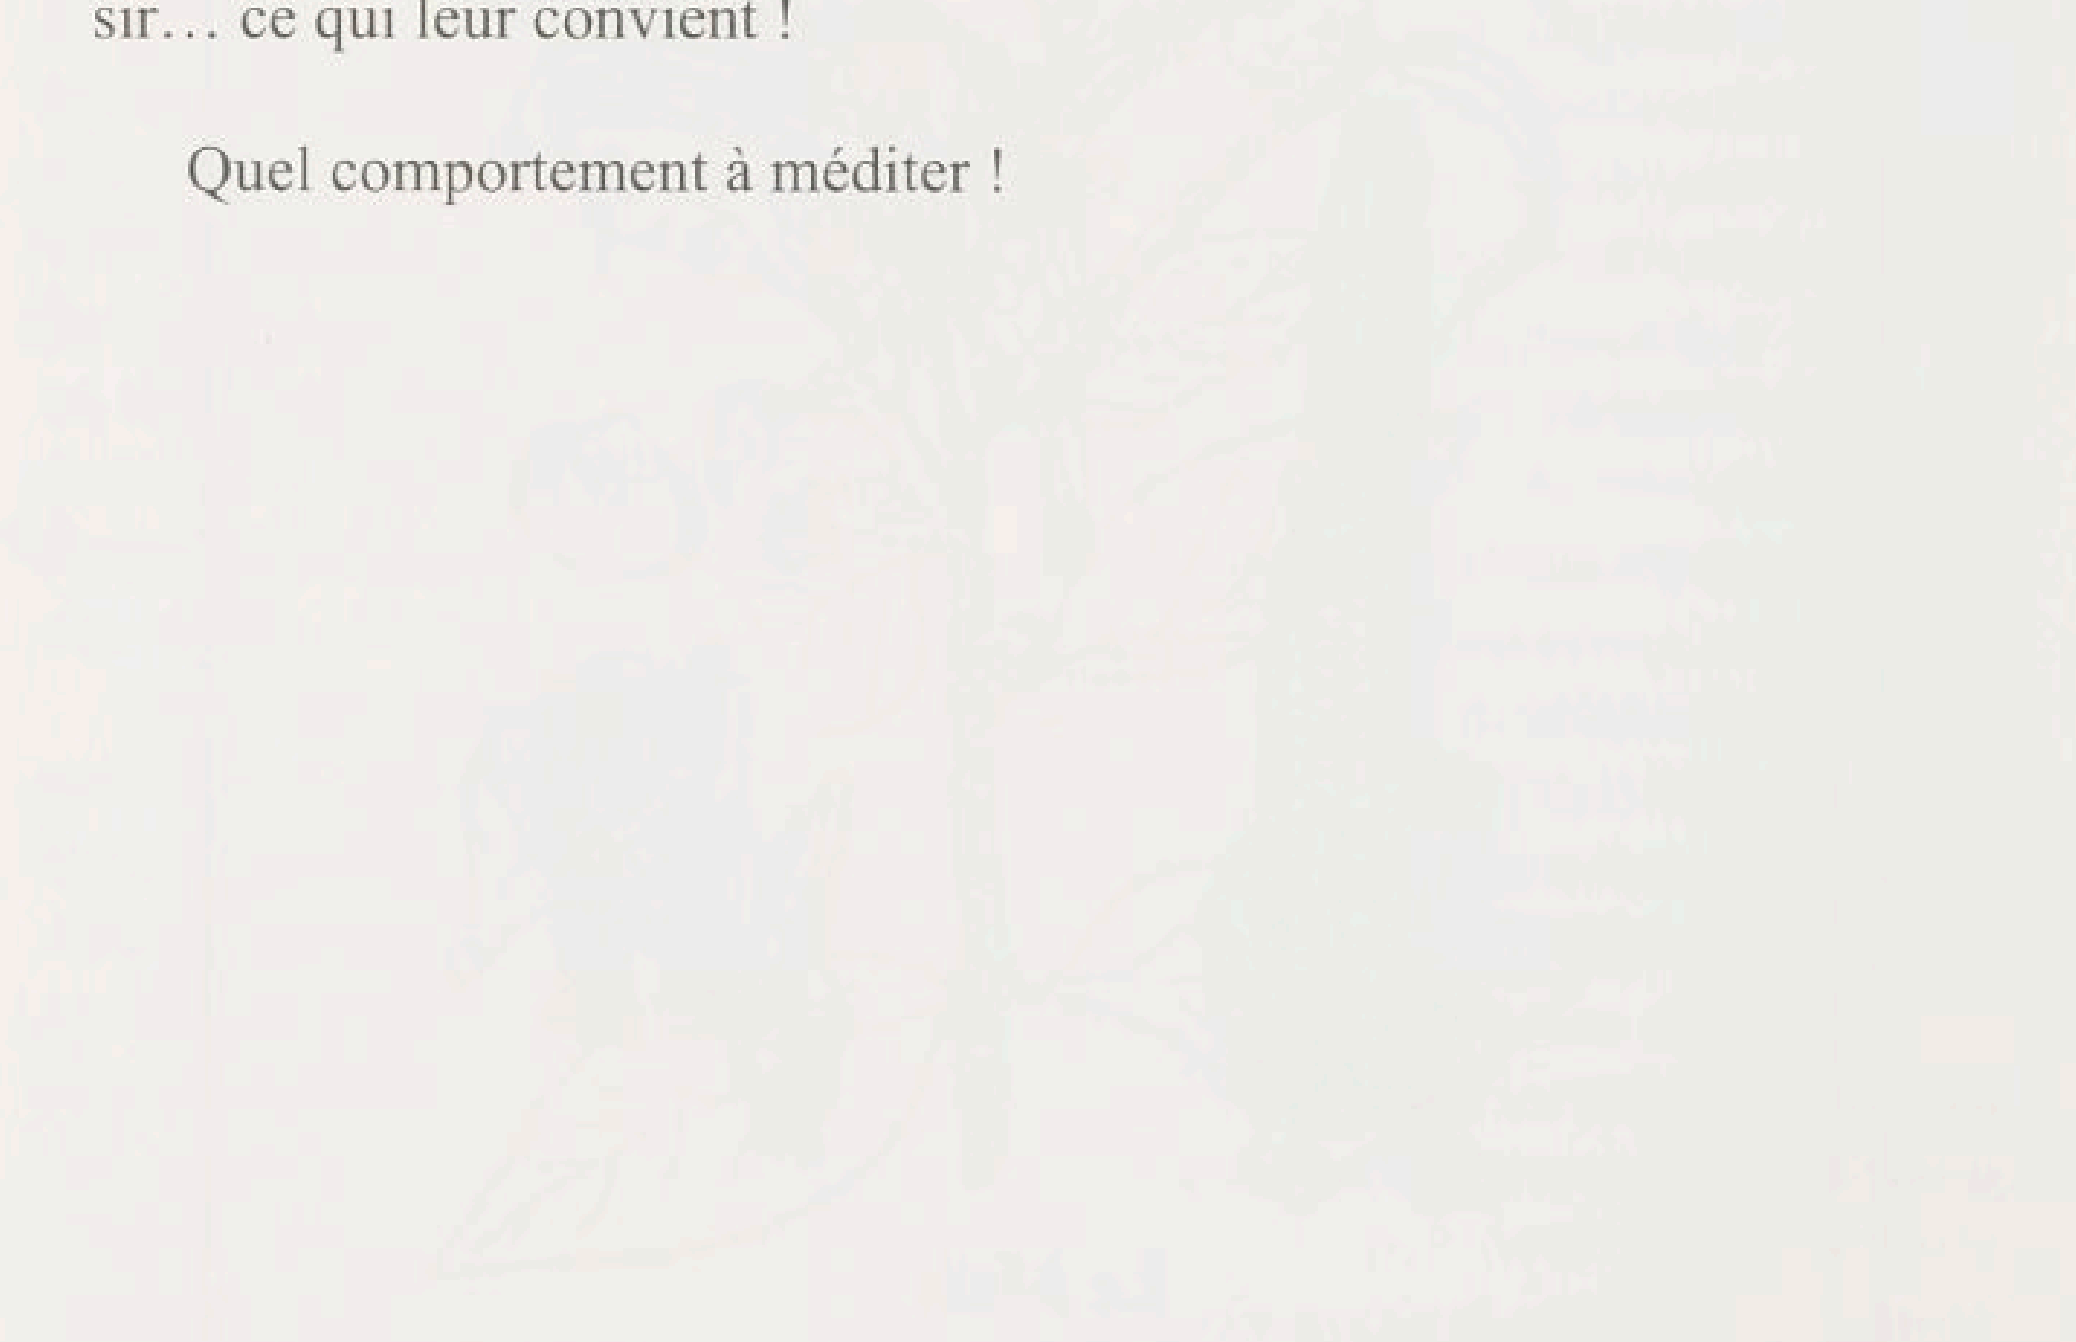 sir… ce qui leur convient !
Quel comportement à méditer !